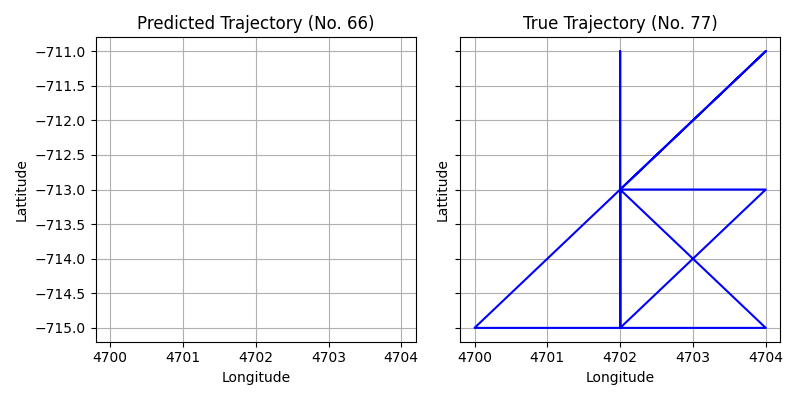 Predicted Trajectory (No. 66)
True Trajectory (No. 77)
−711.0
−711.5
−712.0
−712.5
−713.0
−713.5
−714.0
−714.5
−715.0
Lattitude
Lattitude
4700 4701 4702 4703 4704
4700 4701 4702 4703 4704
Longitude
Longitude